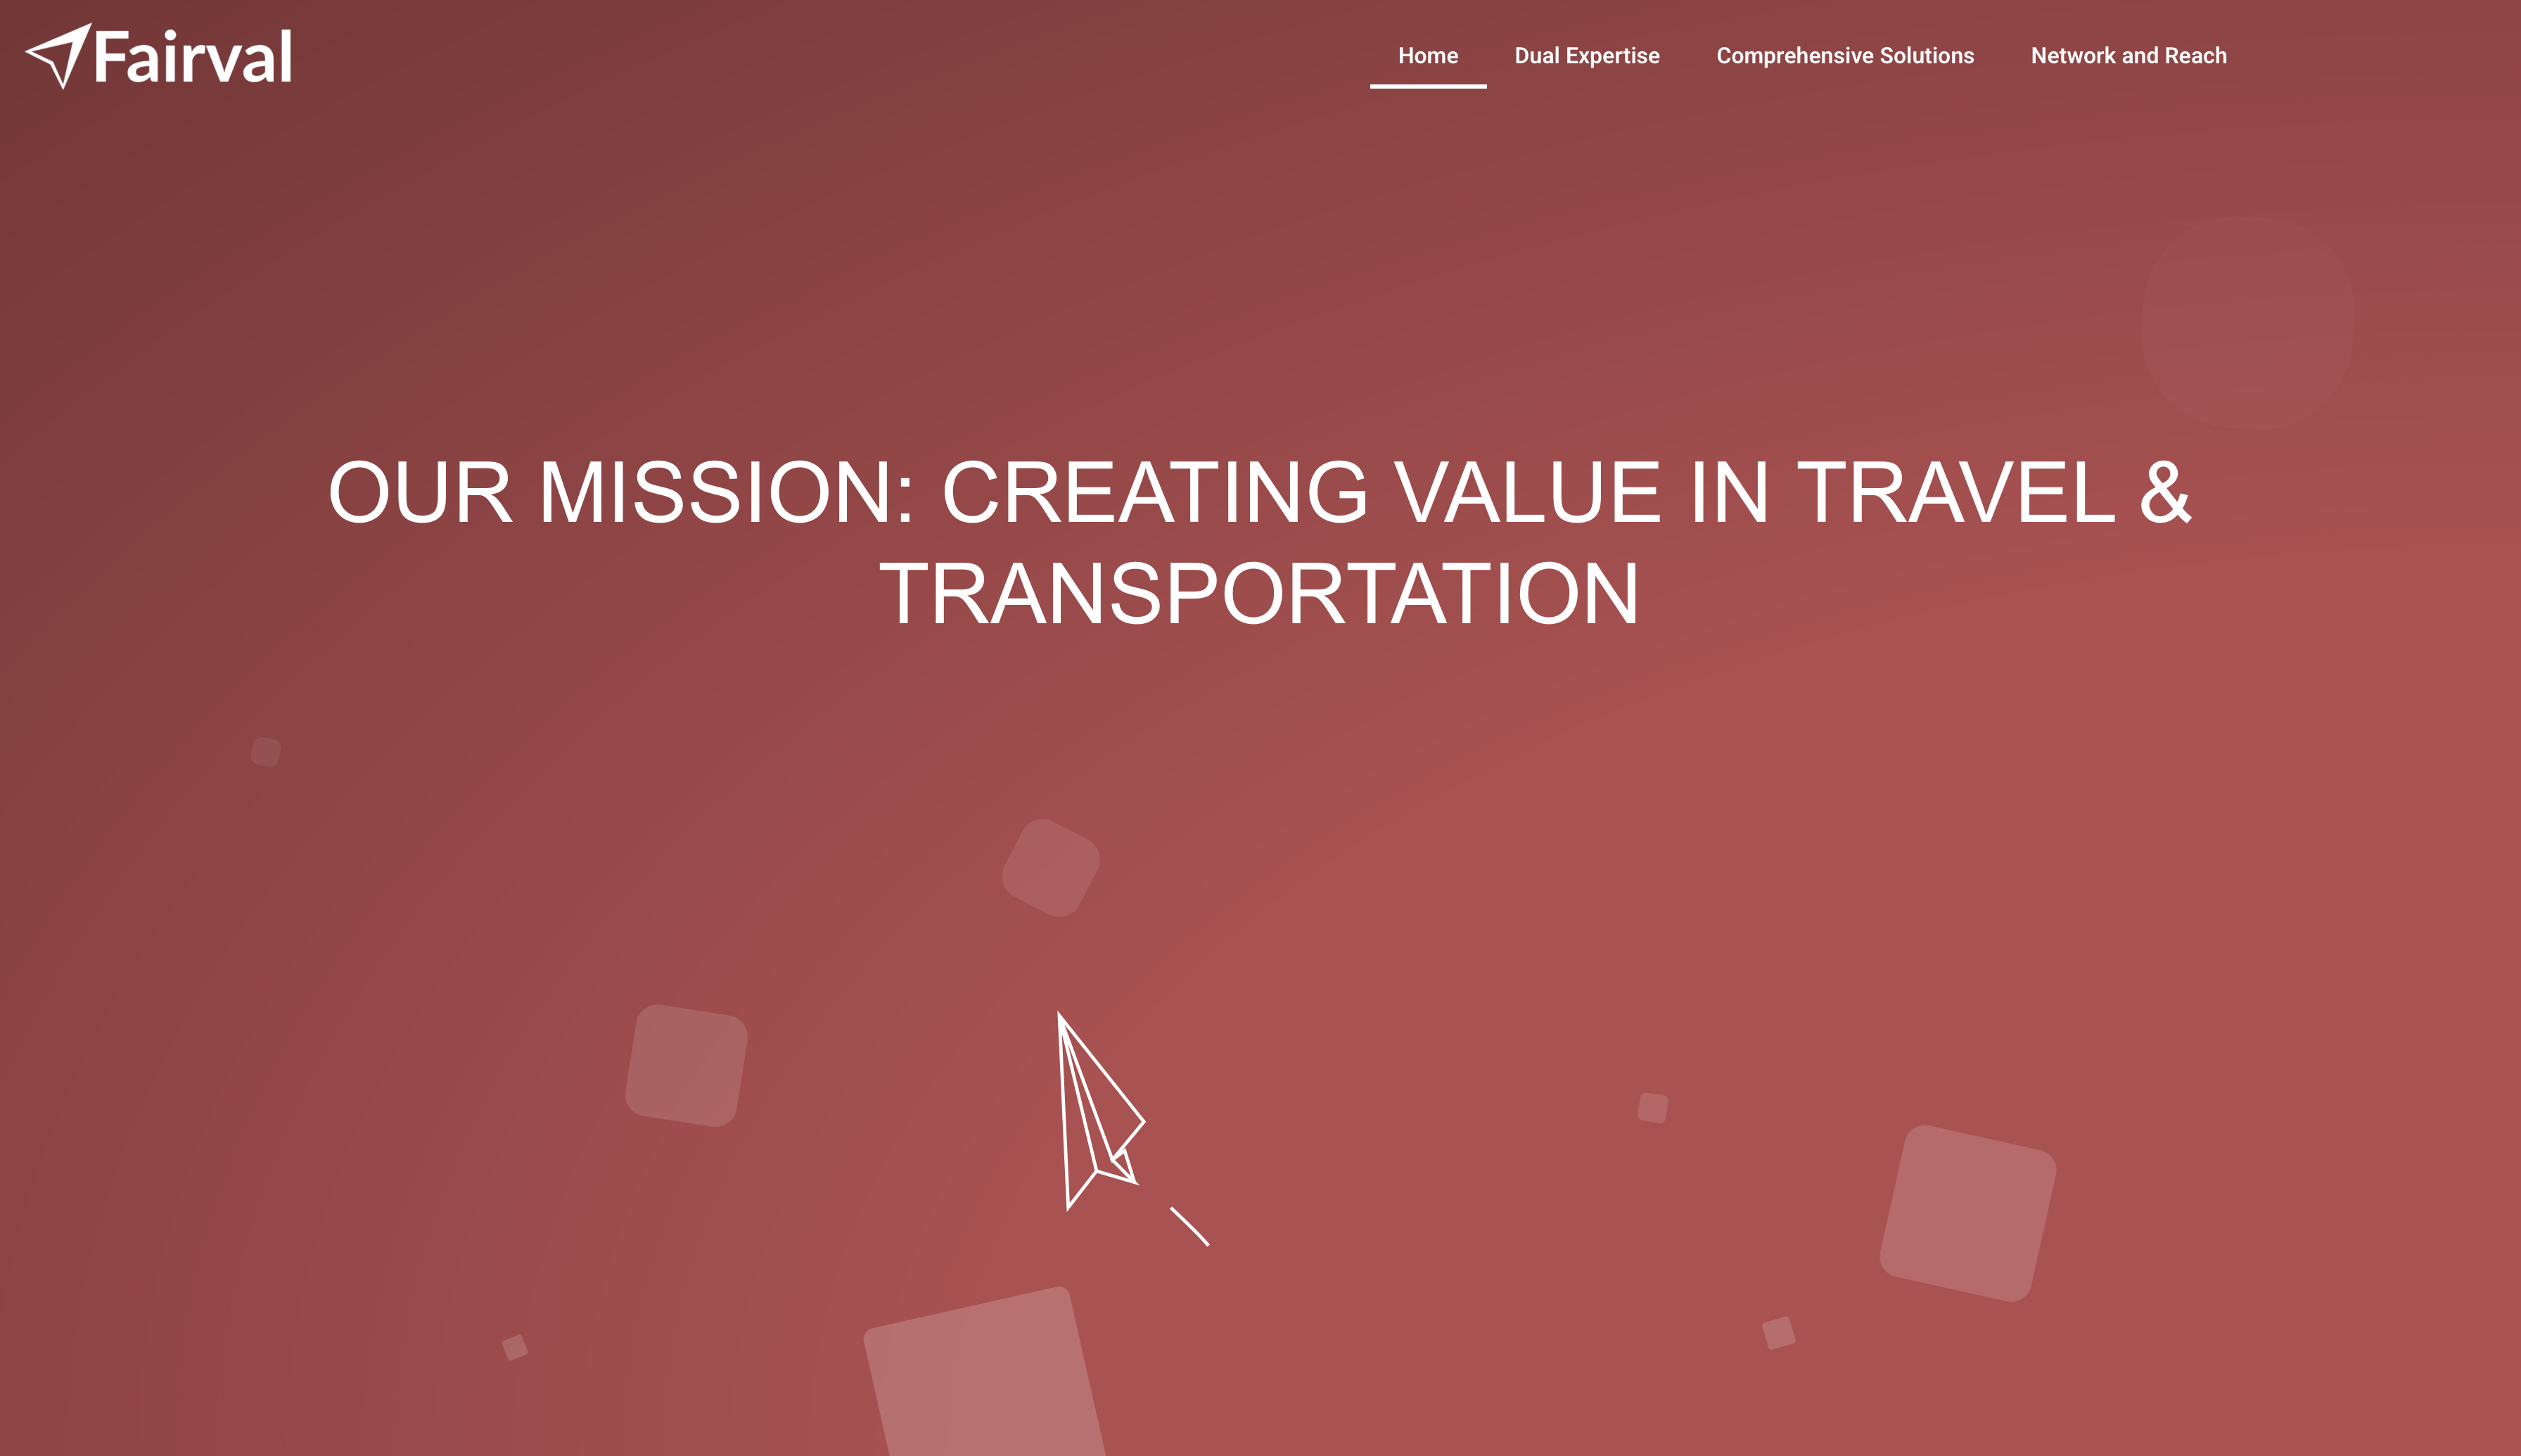 Fairval
Home Dual Expertise Comprehensive Solutions Network and Reach
OUR MISSION: CREATING VALUE IN TRAVEL &
TRANSPORTATION